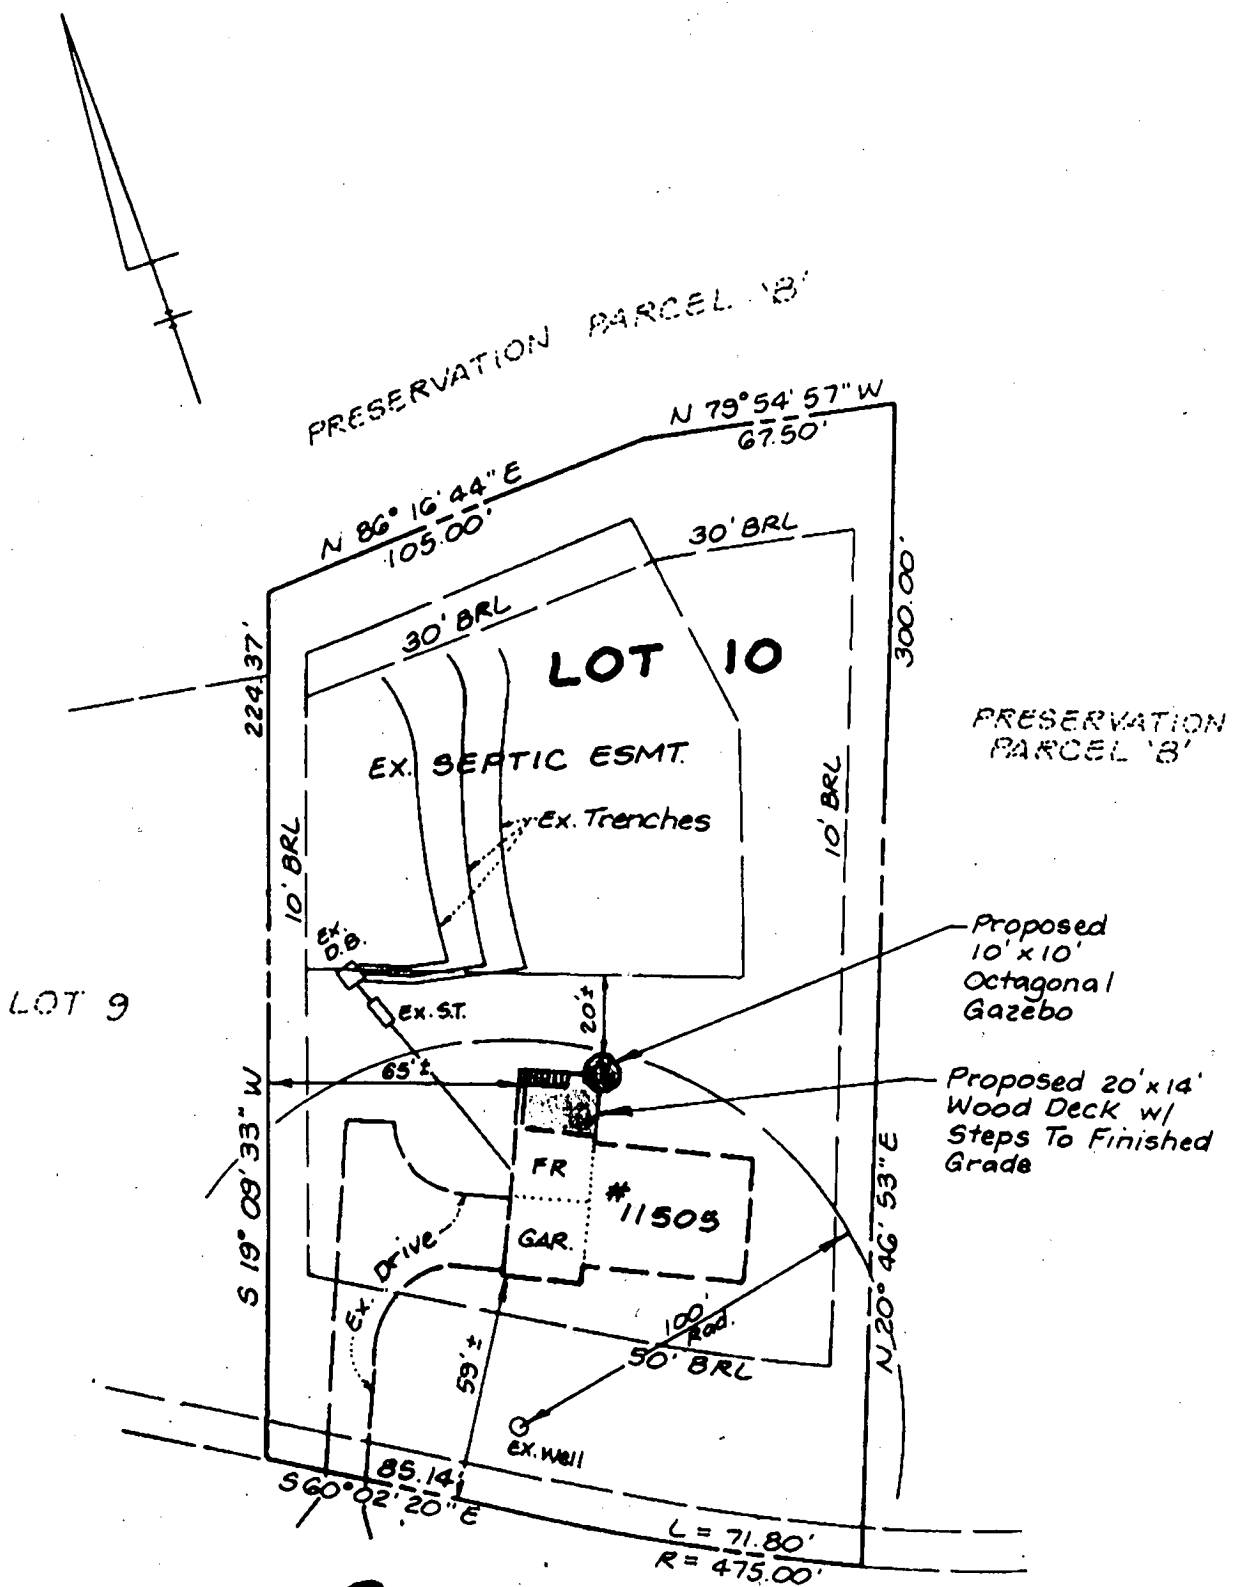 PRESERVATION PARCEL 'B'
N 79° 54' 57" W
67.50'
N 86° 16' 44" E
105.00'
30' BRL
30' BRL
LOT 10
224.37'
300.00'
EX. SEPTIC ESMT.
PRESERVATION
PARCEL 'B'
Ex. Trenches
10' BRL
10' BRL
Ex.
D.B.
Proposed
10' x 10'
Octagonal
Gazebo
LOT 9
Ex. S.T.
20'±
65'±
Proposed 20' x 14'
Wood Deck w/
Steps To Finished
Grade
S 19° 09' 33" W
FR
#
11505
GAR.
N 20° 46' 53" E
Ex. Drive
100'
Rad.
50' BRL
59'±
Ex. Well
85.14'
S 60° 02' 20" E
L = 71.80'
R = 475.00'